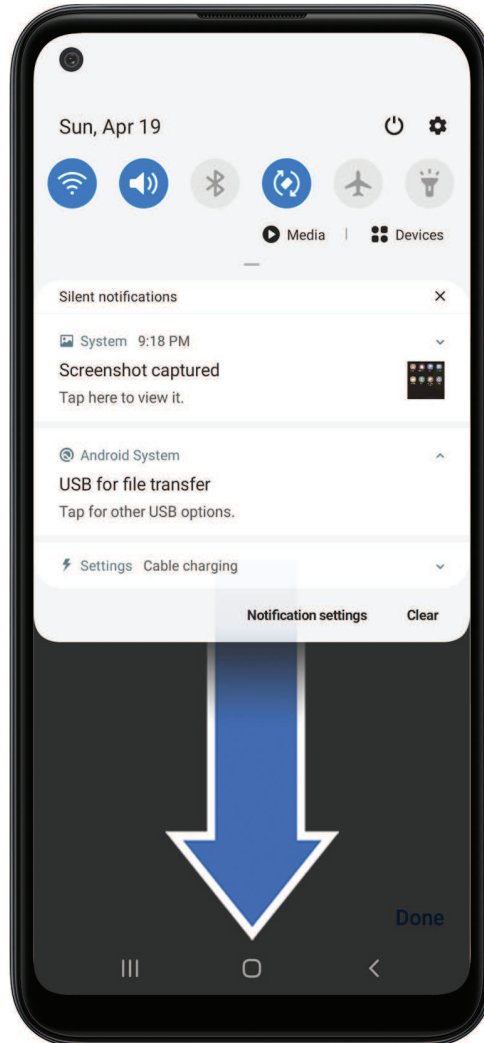 Sun, Apr 19
Media | Devices
Silent notifications
System 9:18 PM
Screenshot captured
Tap here to view it.
Android System
USB for file transfer
Tap for other USB options.
Settings Cable charging
Notification settings Clear
Done